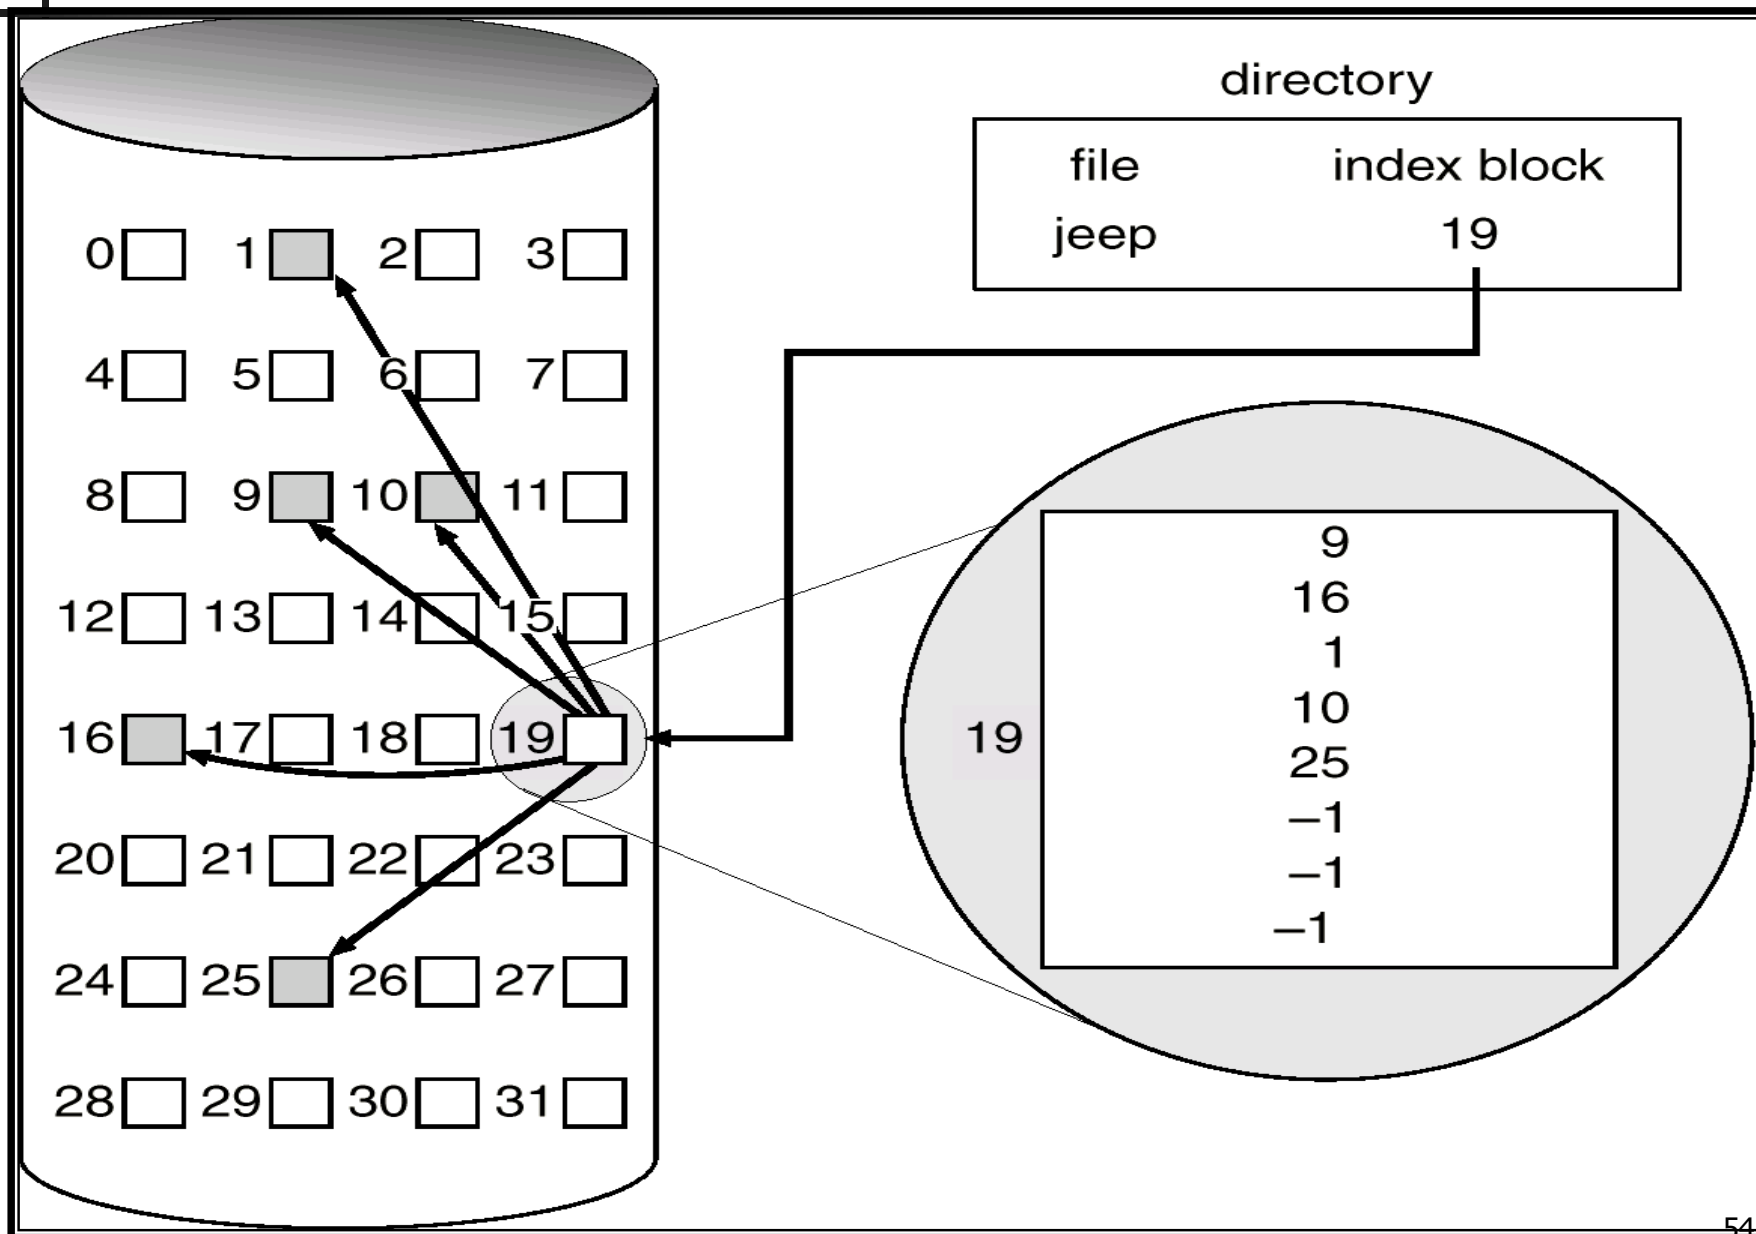 directory
file index block
jeep 19
0 1 2 3
4 5 6 7
8 9 10 11
12 13 14 15
16 17 18 19
20 21 22 23
24 25 26 27
28 29 30 31
9
16
1
10
25
–1
–1
–1
19
54